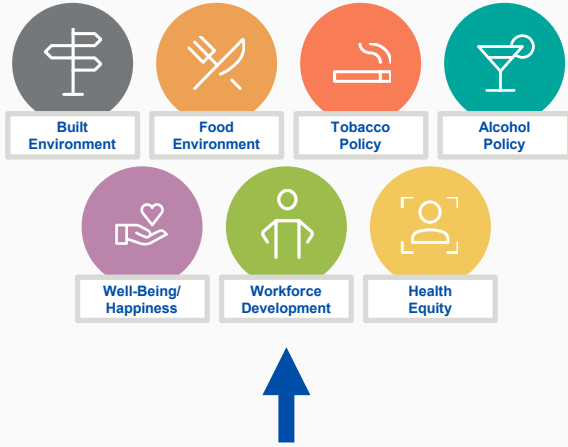 Built
Environment
Food
Environment
Tobacco
Policy
Alcohol
Policy
Well-Being/
Happiness
Workforce
Development
Health
Equity